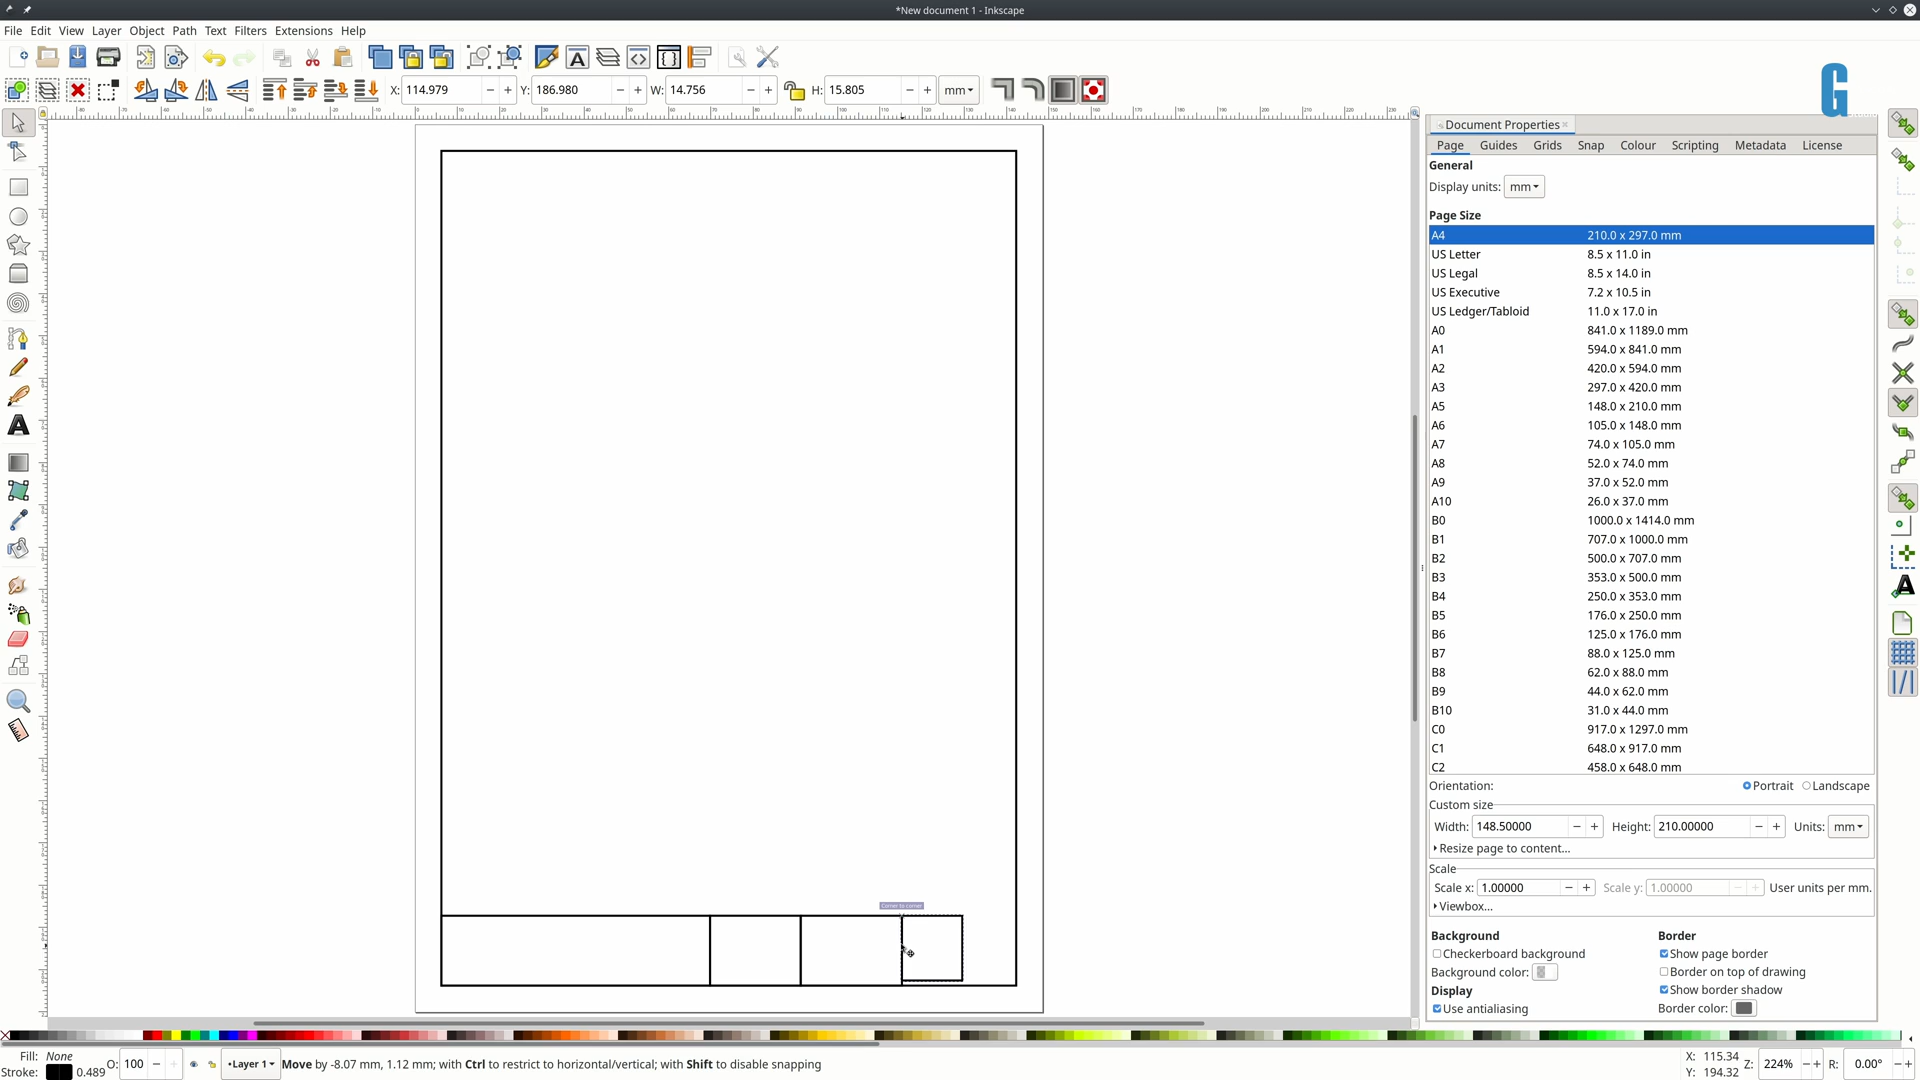 *New document 1 - Inkscape
File Edit View Layer Object Path Text Filters Extensions Help
X: 114.979 Y: 186.980 W: 14.756 H: 15.805 mm
G
Document Properties
Page Guides Grids Snap Colour Scripting Metadata License
General
Display units: mm
Page Size
A4 210.0 x 297.0 mm
US Letter 8.5 x 11.0 in
US Legal 8.5 x 14.0 in
US Executive 7.2 x 10.5 in
US Ledger/Tabloid 11.0 x 17.0 in
A0 841.0 x 1189.0 mm
A1 594.0 x 841.0 mm
A2 420.0 x 594.0 mm
A3 297.0 x 420.0 mm
A5 148.0 x 210.0 mm
A6 105.0 x 148.0 mm
A7 74.0 x 105.0 mm
A8 52.0 x 74.0 mm
A9 37.0 x 52.0 mm
A10 26.0 x 37.0 mm
B0 1000.0 x 1414.0 mm
B1 707.0 x 1000.0 mm
B2 500.0 x 707.0 mm
B3 353.0 x 500.0 mm
B4 250.0 x 353.0 mm
B5 176.0 x 250.0 mm
B6 125.0 x 176.0 mm
B7 88.0 x 125.0 mm
B8 62.0 x 88.0 mm
B9 44.0 x 62.0 mm
B10 31.0 x 44.0 mm
C0 917.0 x 1297.0 mm
C1 648.0 x 917.0 mm
C2 458.0 x 648.0 mm
Orientation: Portrait Landscape
Custom size
Width: 148.50000 Height: 210.00000 Units: mm
Resize page to content...
Scale
Scale x: 1.00000 Scale y: 1.00000 User units per mm.
Viewbox...
Corner to corner
Background Border
Checkerboard background Show page border
Background color: Border on top of drawing
Display Show border shadow
Use antialiasing Border color:
Fill: None
Stroke: 0.489 O: 100 •Layer 1 Move by -8.07 mm, 1.12 mm; with Ctrl to restrict to horizontal/vertical; with Shift to disable snapping
X: 115.34
Y: 194.32 Z: 224% R: 0.00°